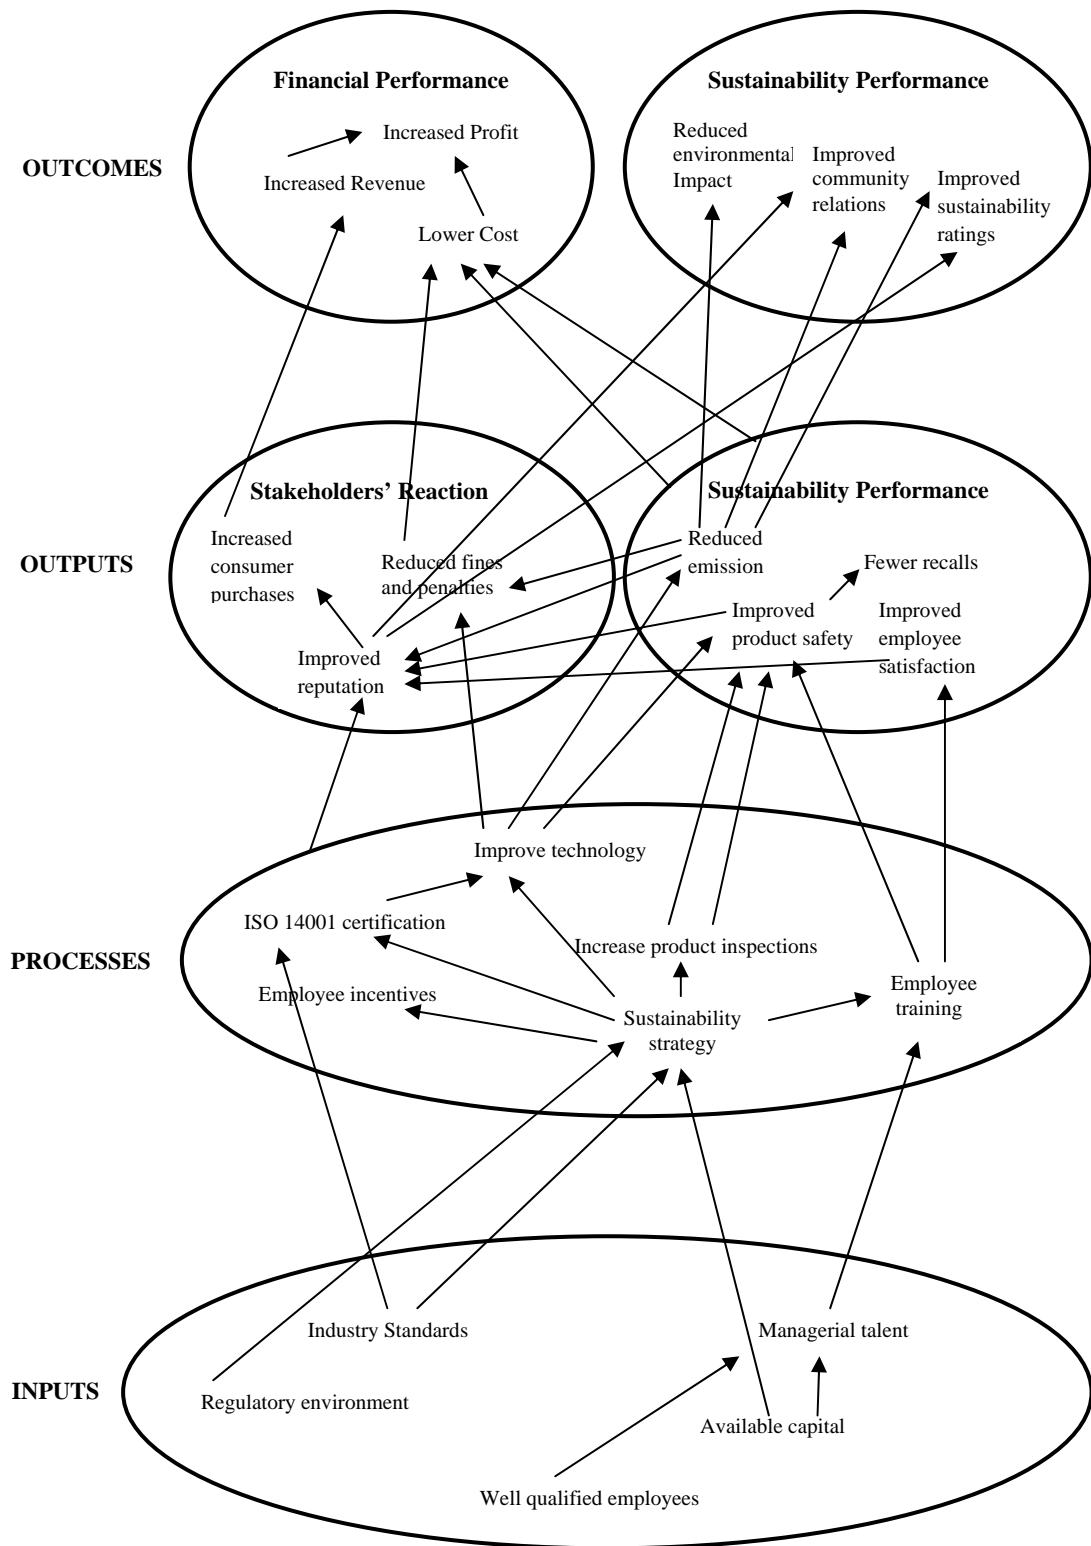 Financial Performance
Sustainability Performance
OUTCOMES
Increased Profit
Increased Revenue
Lower Cost
Reduced
environmental
Impact
Improved
community
relations
Improved
sustainability
ratings
OUTPUTS
Stakeholders’ Reaction
Increased
consumer
purchases
Reduced fines
and penalties
Improved
reputation
Sustainability Performance
Reduced
emission
Fewer recalls
Improved
product safety
Improved
employee
satisfaction
PROCESSES
Improve technology
ISO 14001 certification
Increase product inspections
Employee incentives
Sustainability
strategy
Employee
training
INPUTS
Industry Standards
Managerial talent
Regulatory environment
Available capital
Well qualified employees